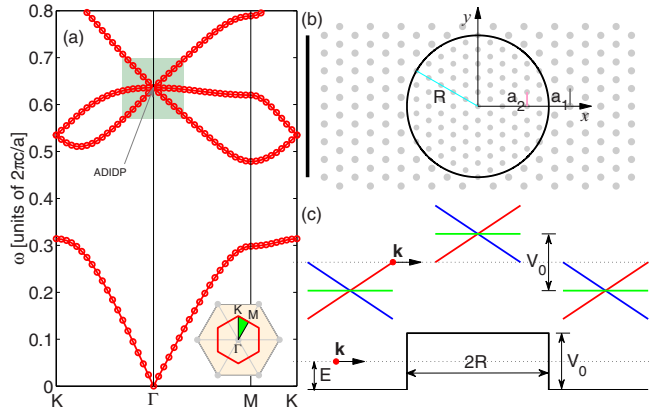 (a)
ω [units of 2πc/a]
0.8
0.7
0.6
0.5
0.4
0.3
0.2
0.1
0
ADIDP
K
M
Γ
K
Γ
M
K
(b)
y
R
a₂
a₁
x
(c)
k
V₀
k
E
2R
V₀